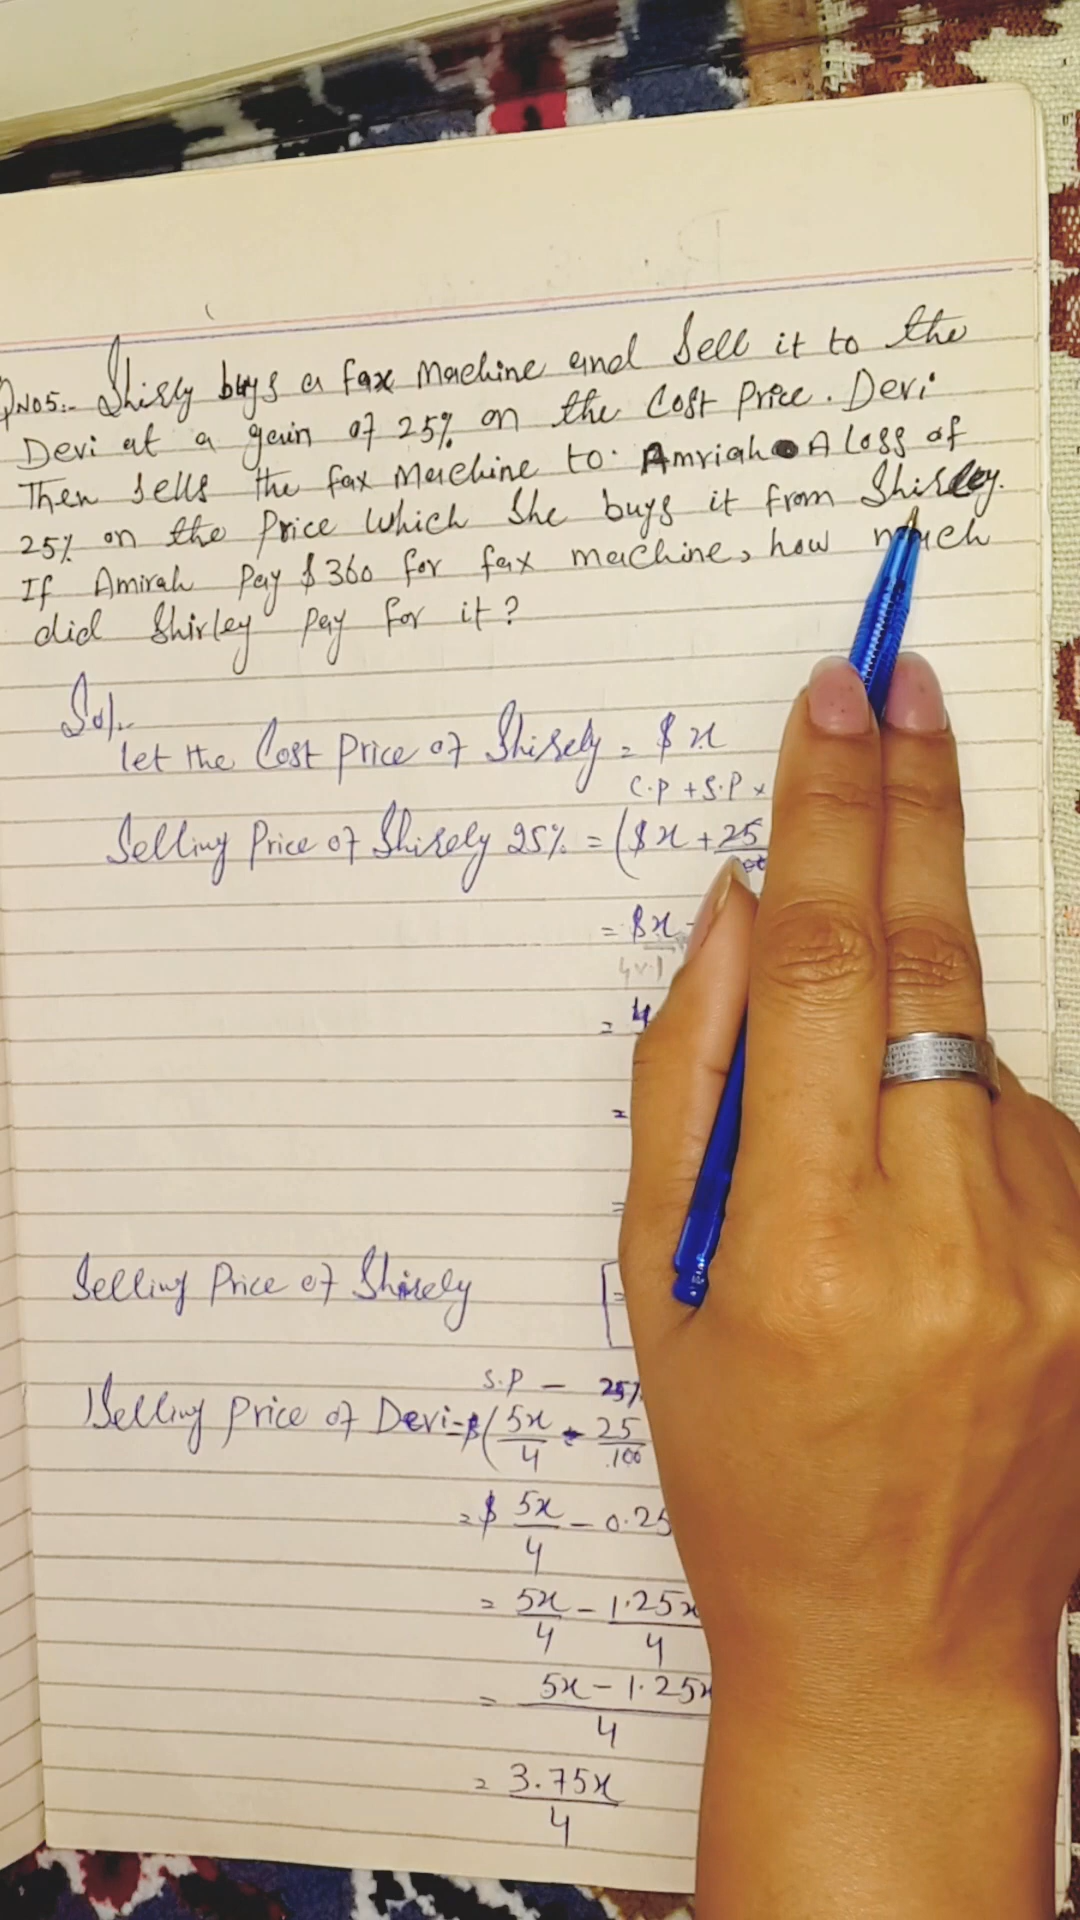 QNO5:- Shirly buys a fax Machine and Sell it to the
Devi at a gain of 25% on the Cost Price. Devi
Then sells the fax Machine to Amriah A loss of
25% on the Price which She buys it from Shirley.
If Amirah Pay $360 for fax machine, how much
did Shirley Pay for it?
Sol:-
let the Cost Price of Shirely = $x
C.P + S.P ×
Selling Price of Shirely 25% = ($x + 25
= $x -
4
= 4
=
=
Selling Price of Shirely
=
S.P - 25%
Selling Price of Devi = $( 5x/4 - 25/100
= $ 5x/4 - 0.25
= 5x/4 - 1.25x/4
= 5x - 1.25x/4
= 3.75x/4